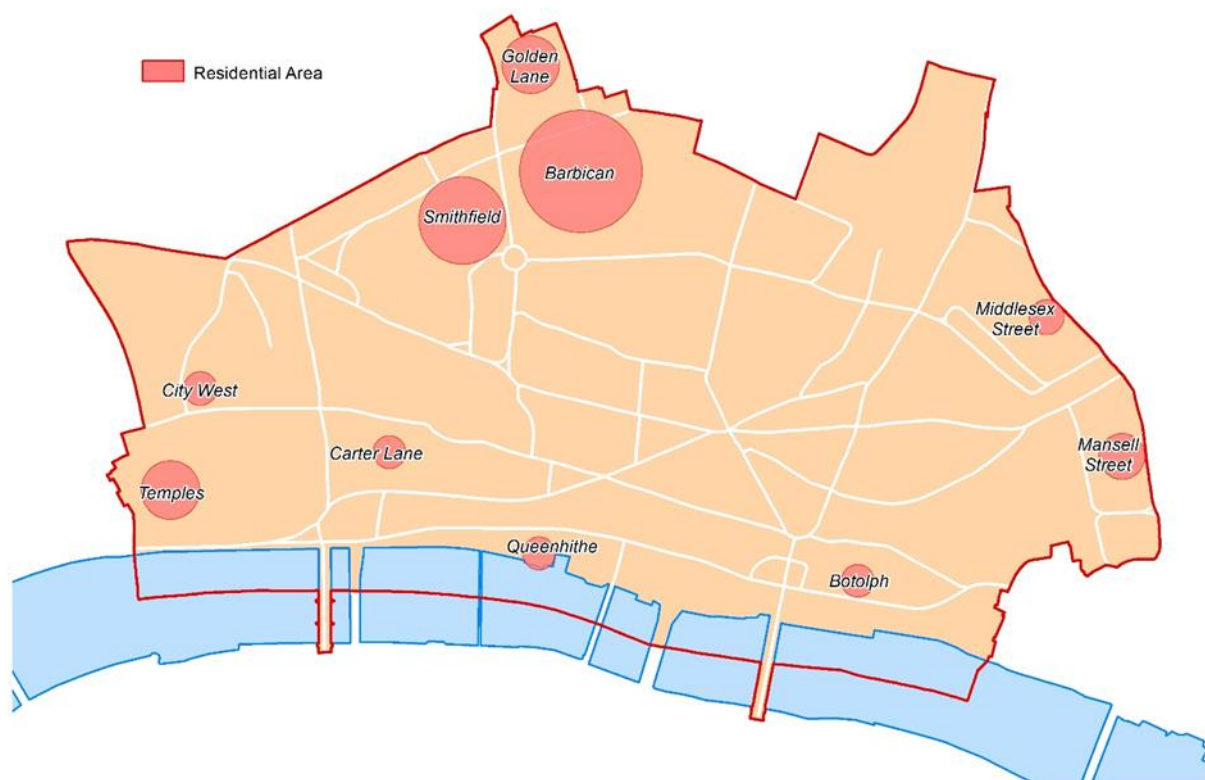 Residential Area
Golden
Lane
Barbican
Smithfield
Middlesex
Street
City West
Carter Lane
Mansell
Street
Temples
Queenhithe
Botolph